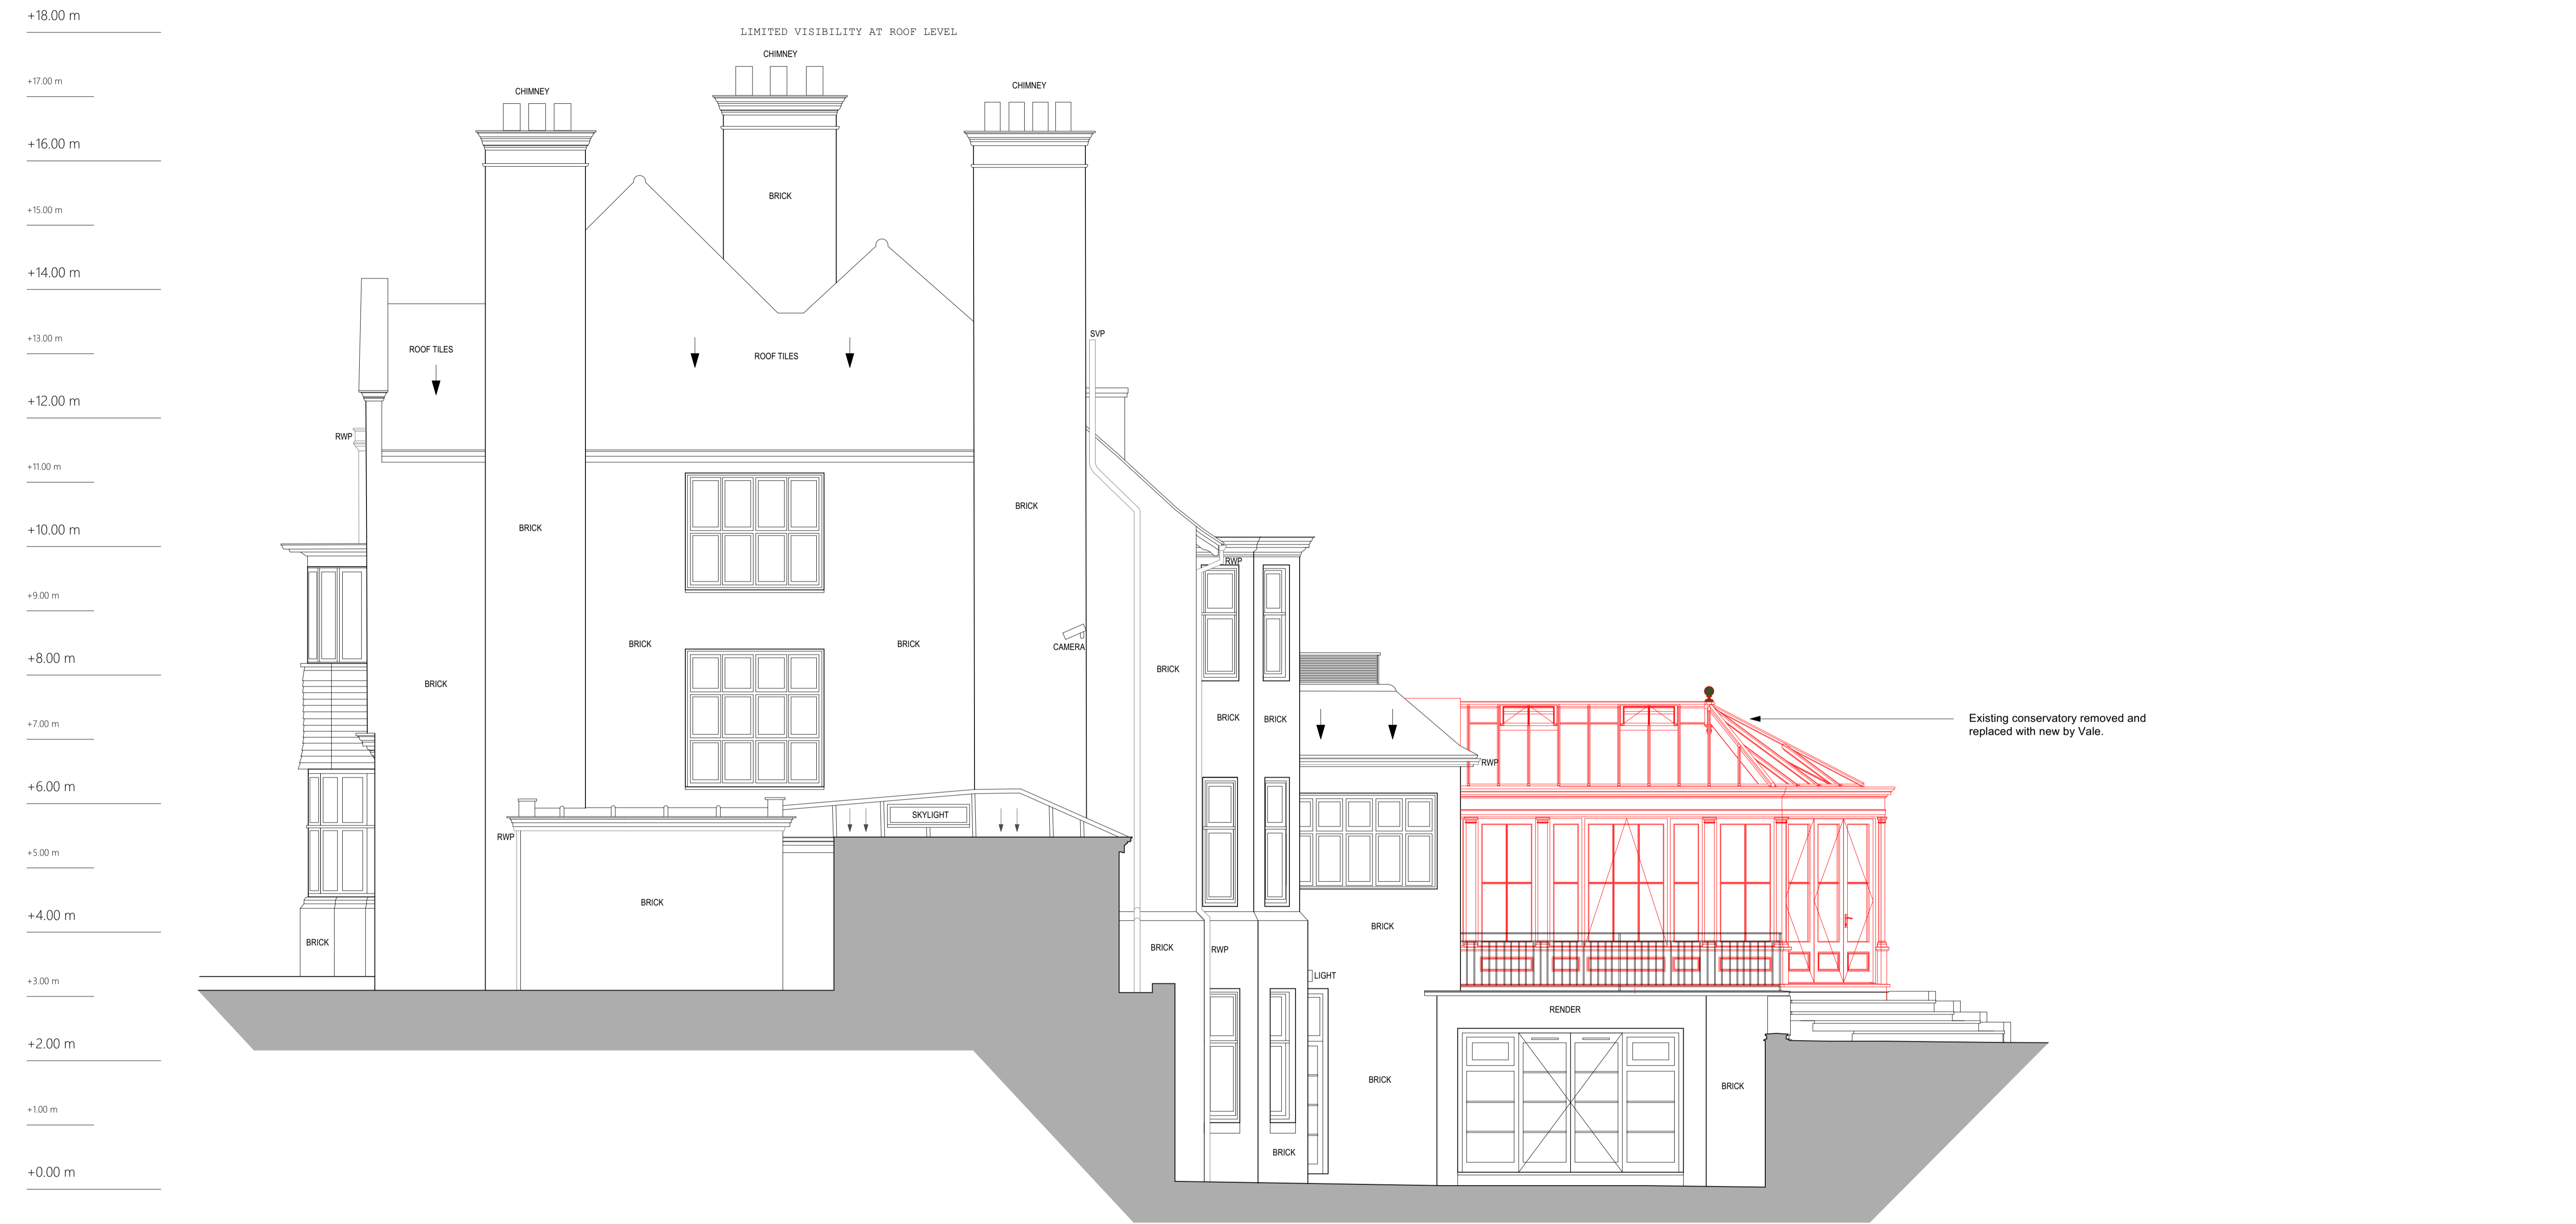 +18.00 m
LIMITED VISIBILITY AT ROOF LEVEL
CHIMNEY
+17.00 m
CHIMNEY
CHIMNEY
+16.00 m
BRICK
+15.00 m
+14.00 m
+13.00 m
SVP
ROOF TILES
ROOF TILES
+12.00 m
RWP
+11.00 m
BRICK
BRICK
+10.00 m
RWP
+9.00 m
BRICK
BRICK
CAMERA
+8.00 m
BRICK
BRICK
BRICK
BRICK
+7.00 m
Existing conservatory removed and
replaced with new by Vale.
RWP
+6.00 m
SKYLIGHT
RWP
+5.00 m
BRICK
+4.00 m
BRICK
BRICK
BRICK
RWP
LIGHT
+3.00 m
RENDER
+2.00 m
BRICK
BRICK
+1.00 m
BRICK
+0.00 m